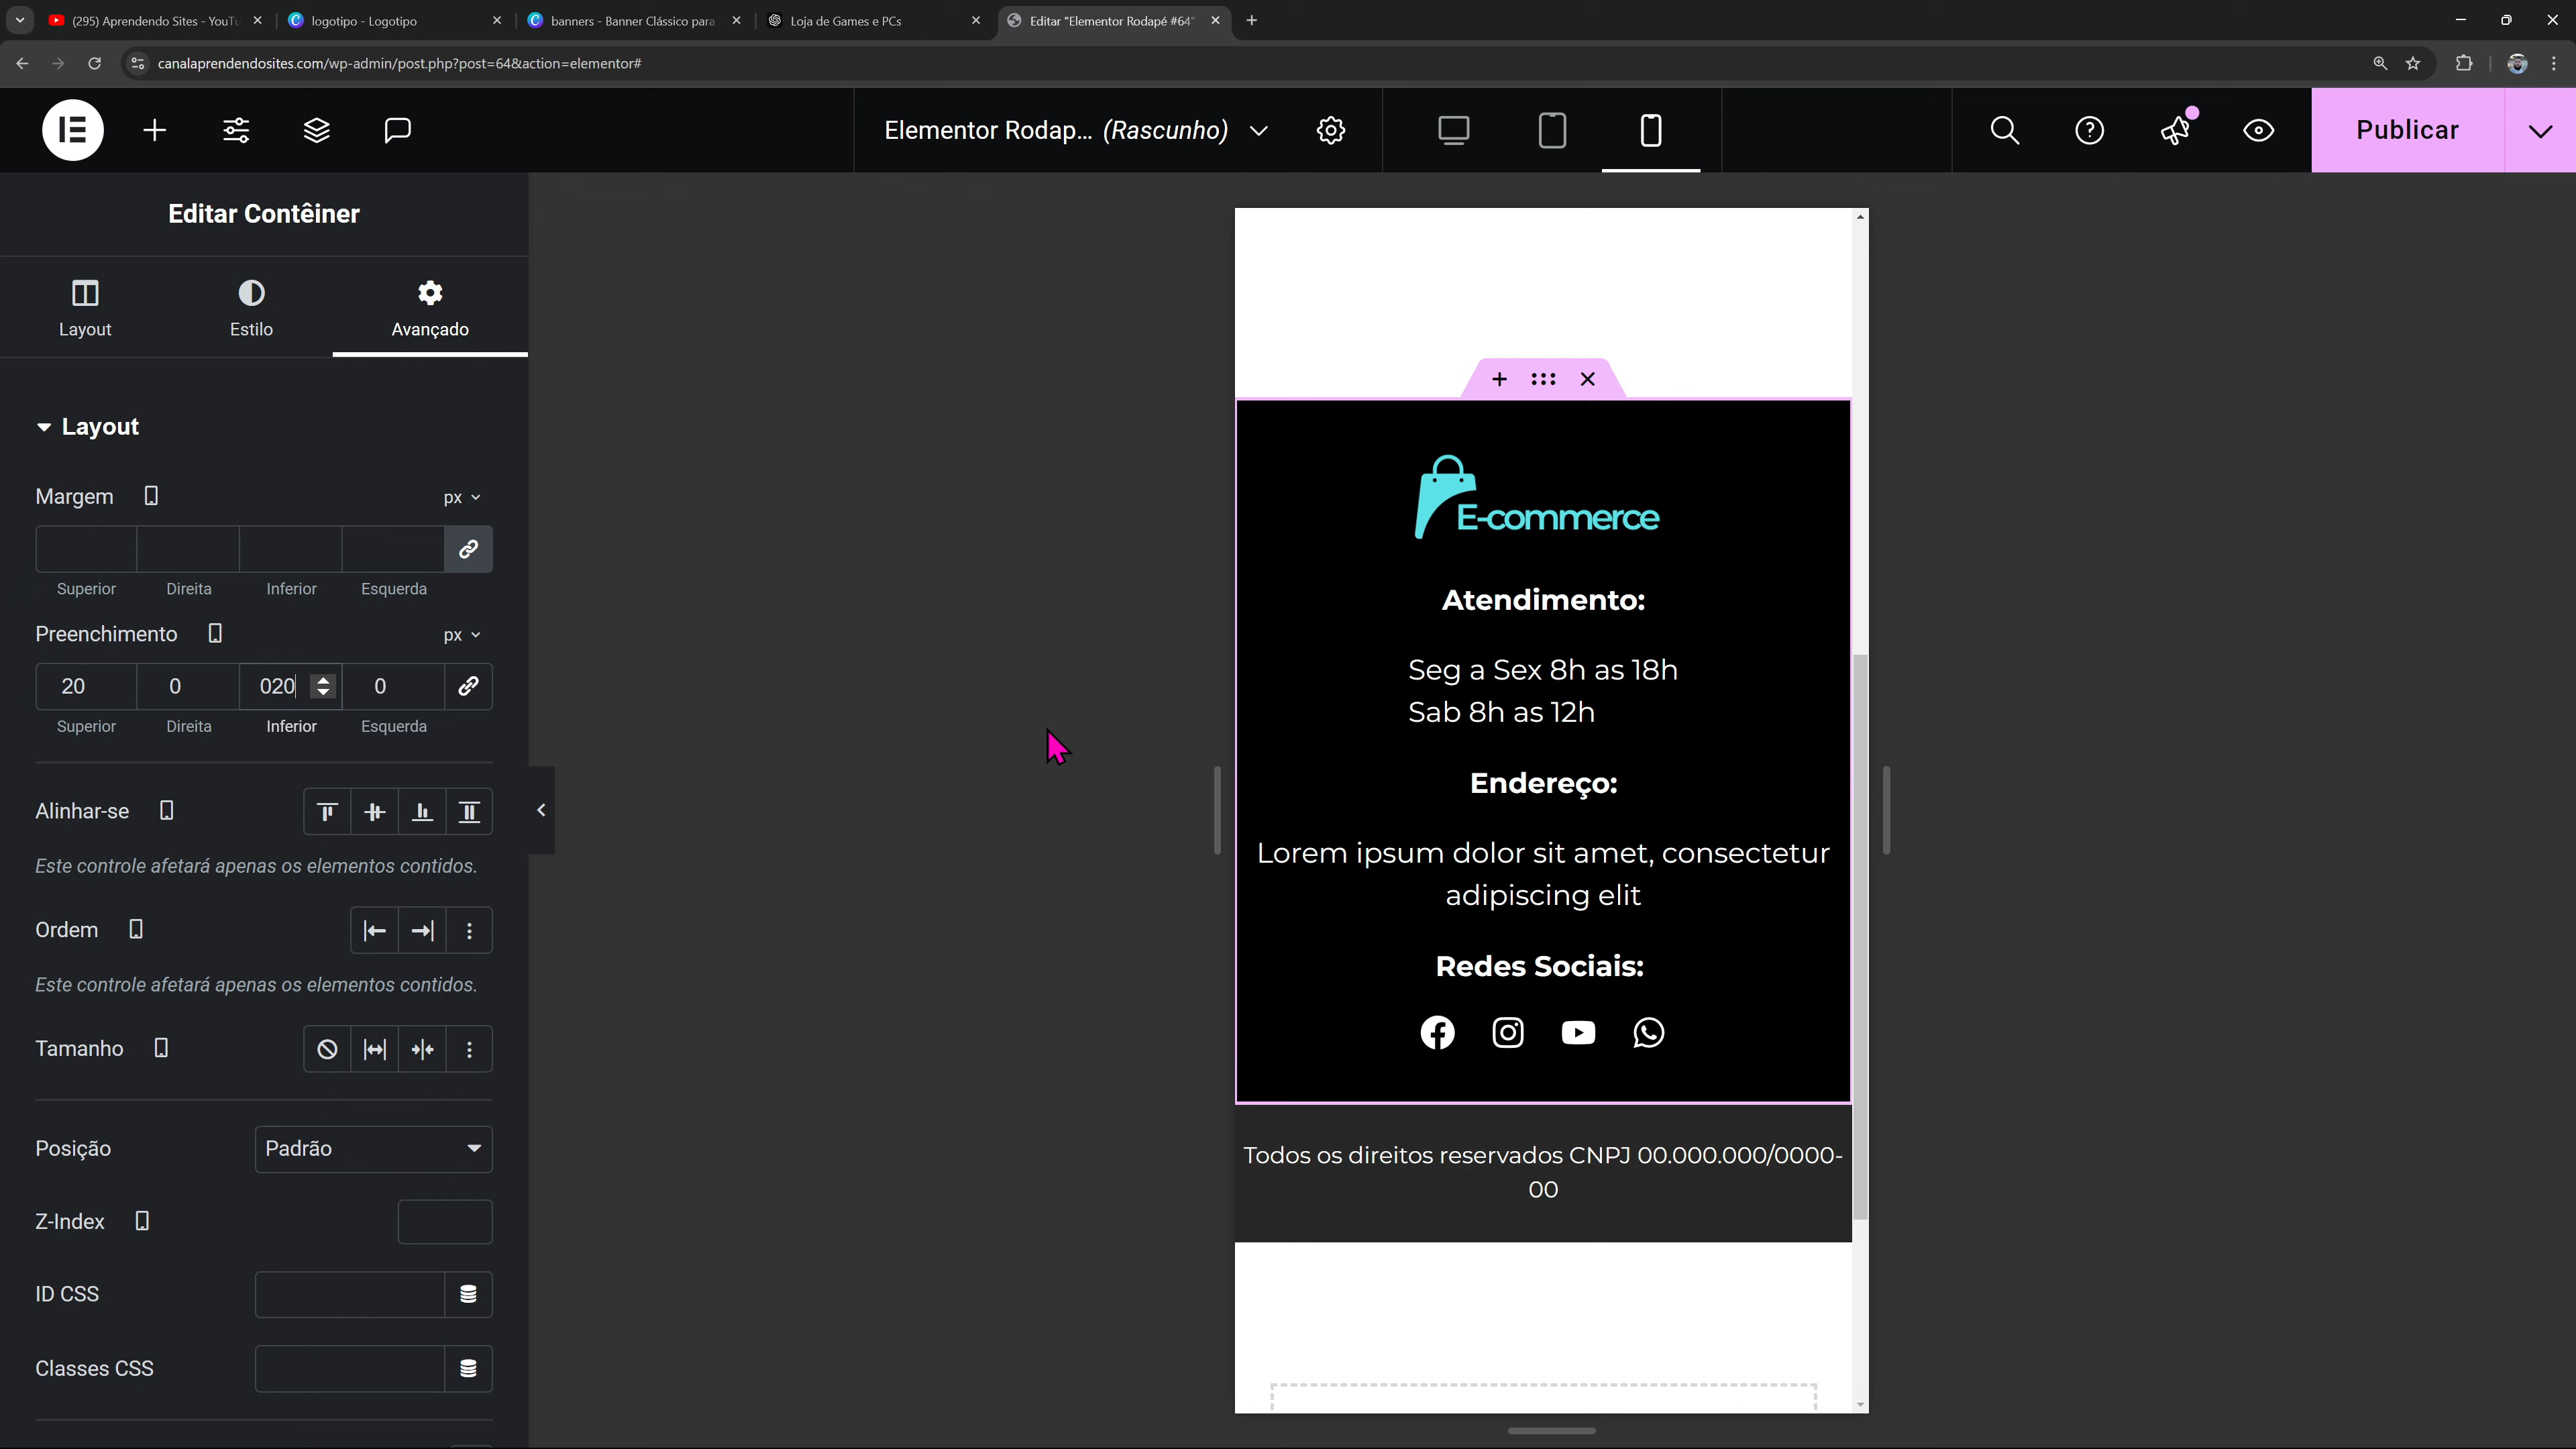 (295) Aprendendo Sites - YouTu
logotipo - Logotipo
banners - Banner Clássico para
Loja de Games e PCs
Editar "Elementor Rodapé #64"
canalaprendendosites.com/wp-admin/post.php?post=64&action=elementor#
Elementor Rodap... (Rascunho)
Publicar
Editar Contêiner
Layout
Estilo
Avançado
Layout
Margem
px
Superior
Direita
Inferior
Esquerda
Preenchimento
px
20
0
020
0
Superior
Direita
Inferior
Esquerda
Alinhar-se
Este controle afetará apenas os elementos contidos.
Ordem
Este controle afetará apenas os elementos contidos.
Tamanho
Posição
Padrão
Z-Index
ID CSS
Classes CSS
E-commerce
Atendimento:
Seg a Sex 8h as 18h
Sab 8h as 12h
Endereço:
Lorem ipsum dolor sit amet, consectetur
adipiscing elit
Redes Sociais:
Todos os direitos reservados CNPJ 00.000.000/0000-
00